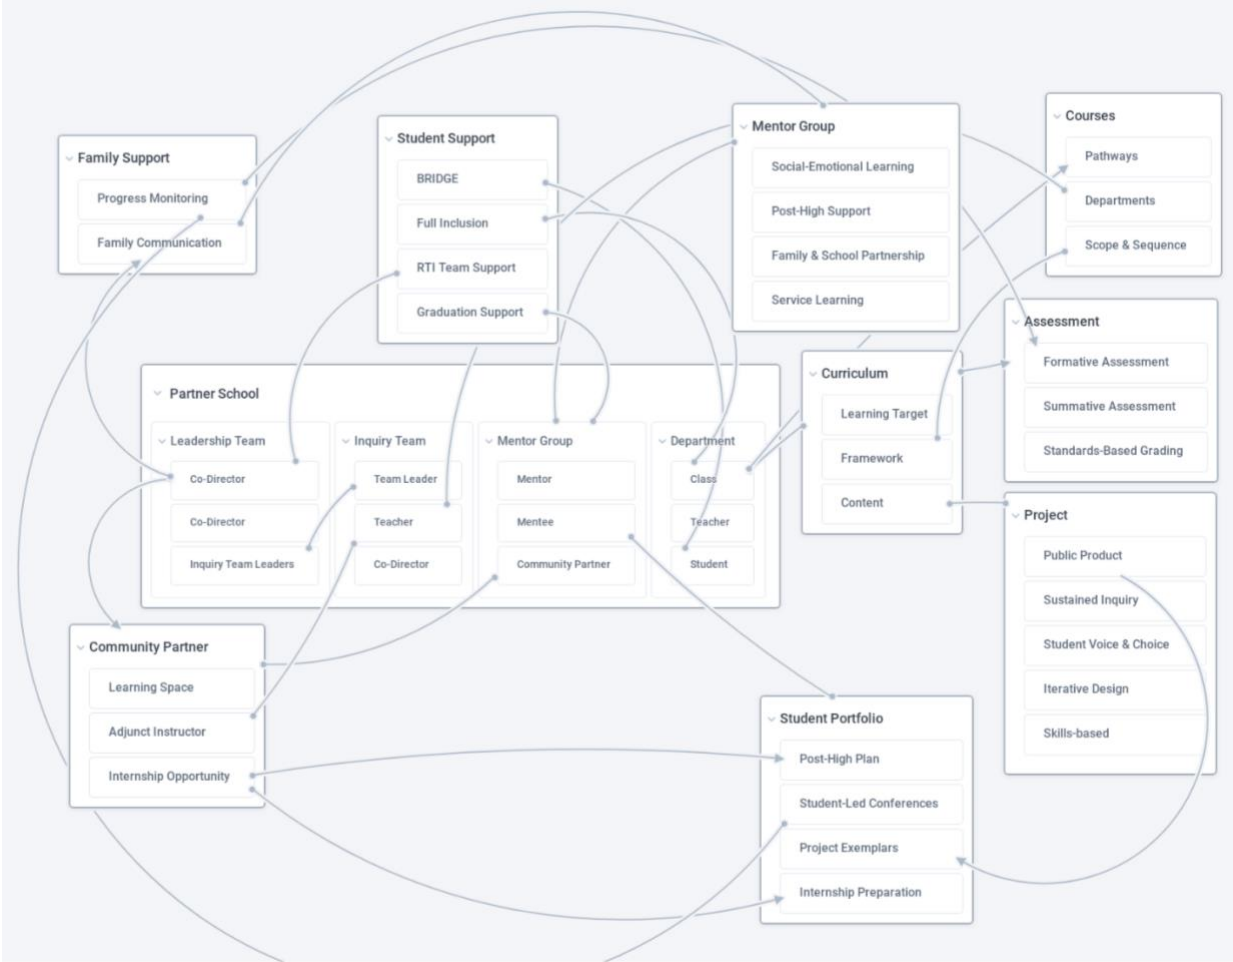 Family Support
Progress Monitoring
Family Communication
Student Support
BRIDGE
Full Inclusion
RTI Team Support
Graduation Support
Mentor Group
Social-Emotional Learning
Post-High Support
Family & School Partnership
Service Learning
Courses
Pathways
Departments
Scope & Sequence
Partner School
Leadership Team
Co-Director
Co-Director
Inquiry Team Leaders
Inquiry Team
Team Leader
Teacher
Co-Director
Mentor Group
Mentor
Mentee
Community Partner
Department
Class
Teacher
Student
Curriculum
Learning Target
Framework
Content
Assessment
Formative Assessment
Summative Assessment
Standards-Based Grading
Project
Public Product
Sustained Inquiry
Student Voice & Choice
Iterative Design
Skills-based
Community Partner
Learning Space
Adjunct Instructor
Internship Opportunity
Student Portfolio
Post-High Plan
Student-Led Conferences
Project Exemplars
Internship Preparation